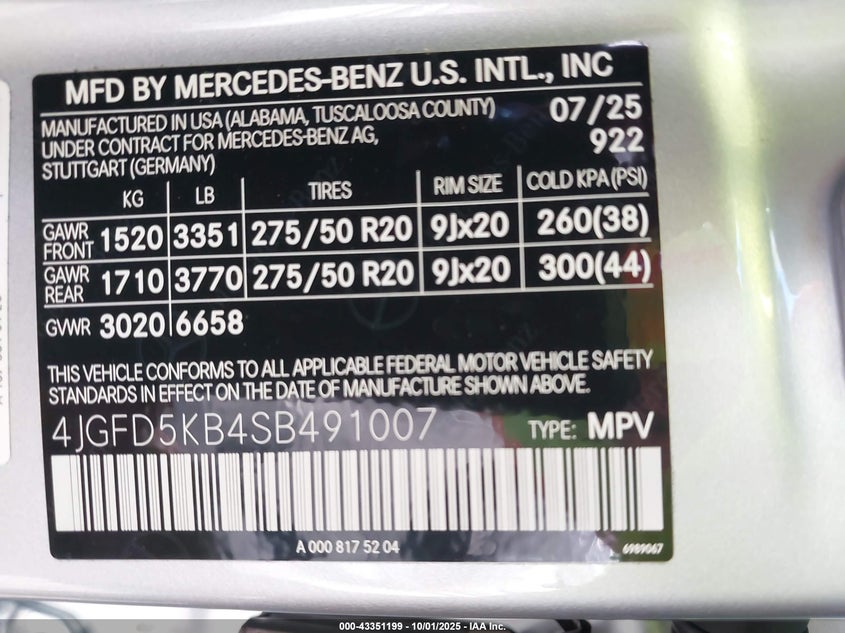 MFD BY MERCEDES-BENZ U.S. INTL., INC
MANUFACTURED IN USA (ALABAMA, TUSCALOOSA COUNTY) 07/25
UNDER CONTRACT FOR MERCEDES-BENZ AG, 922
STUTTGART (GERMANY)
KG LB TIRES RIM SIZE COLD KPA (PSI)
GAWR FRONT 1520 3351 275/50 R20 9Jx20 260(38)
GAWR REAR 1710 3770 275/50 R20 9Jx20 300(44)
GVWR 3020 6658
THIS VEHICLE CONFORMS TO ALL APPLICABLE FEDERAL MOTOR VEHICLE SAFETY
STANDARDS IN EFFECT ON THE DATE OF MANUFACTURE SHOWN ABOVE.
4JGFD5KB4SB491007 TYPE: MPV
A 000 817 52 04 6989067
000-43351199 - 10/01/2025 - IAA Inc.